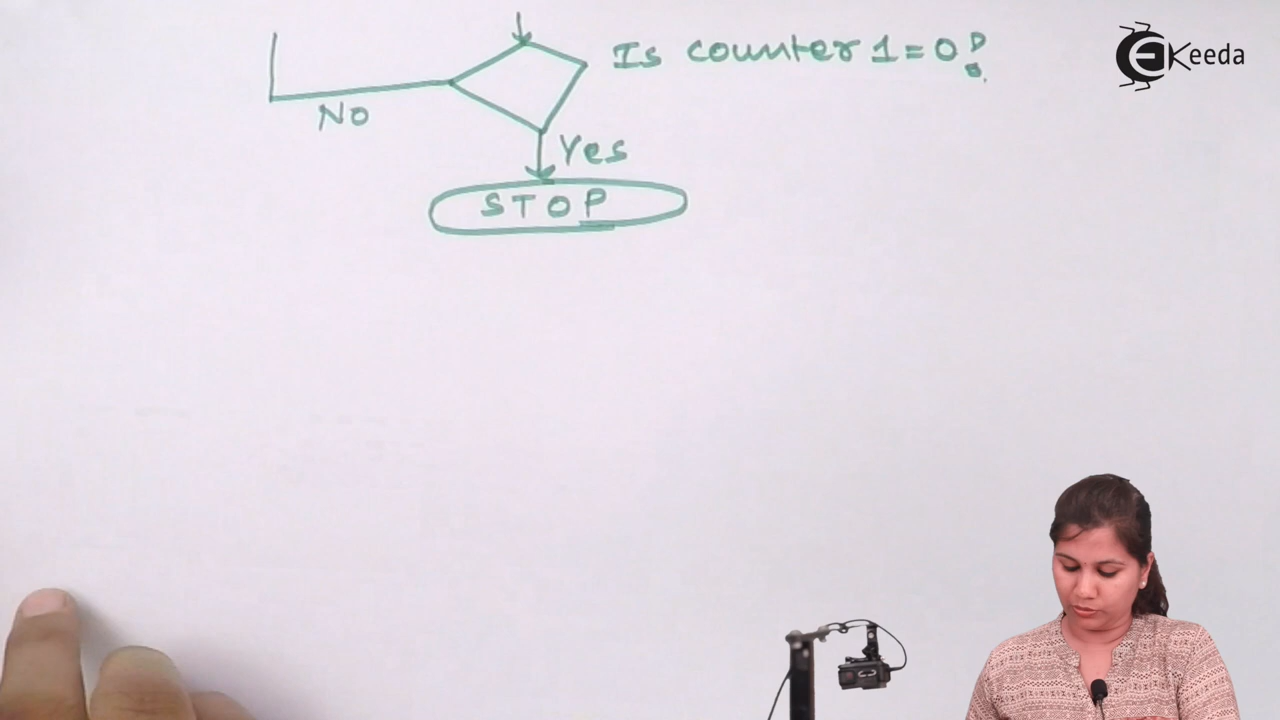 Is counter 1 = 0?
No
Yes
STOP
EKeeda